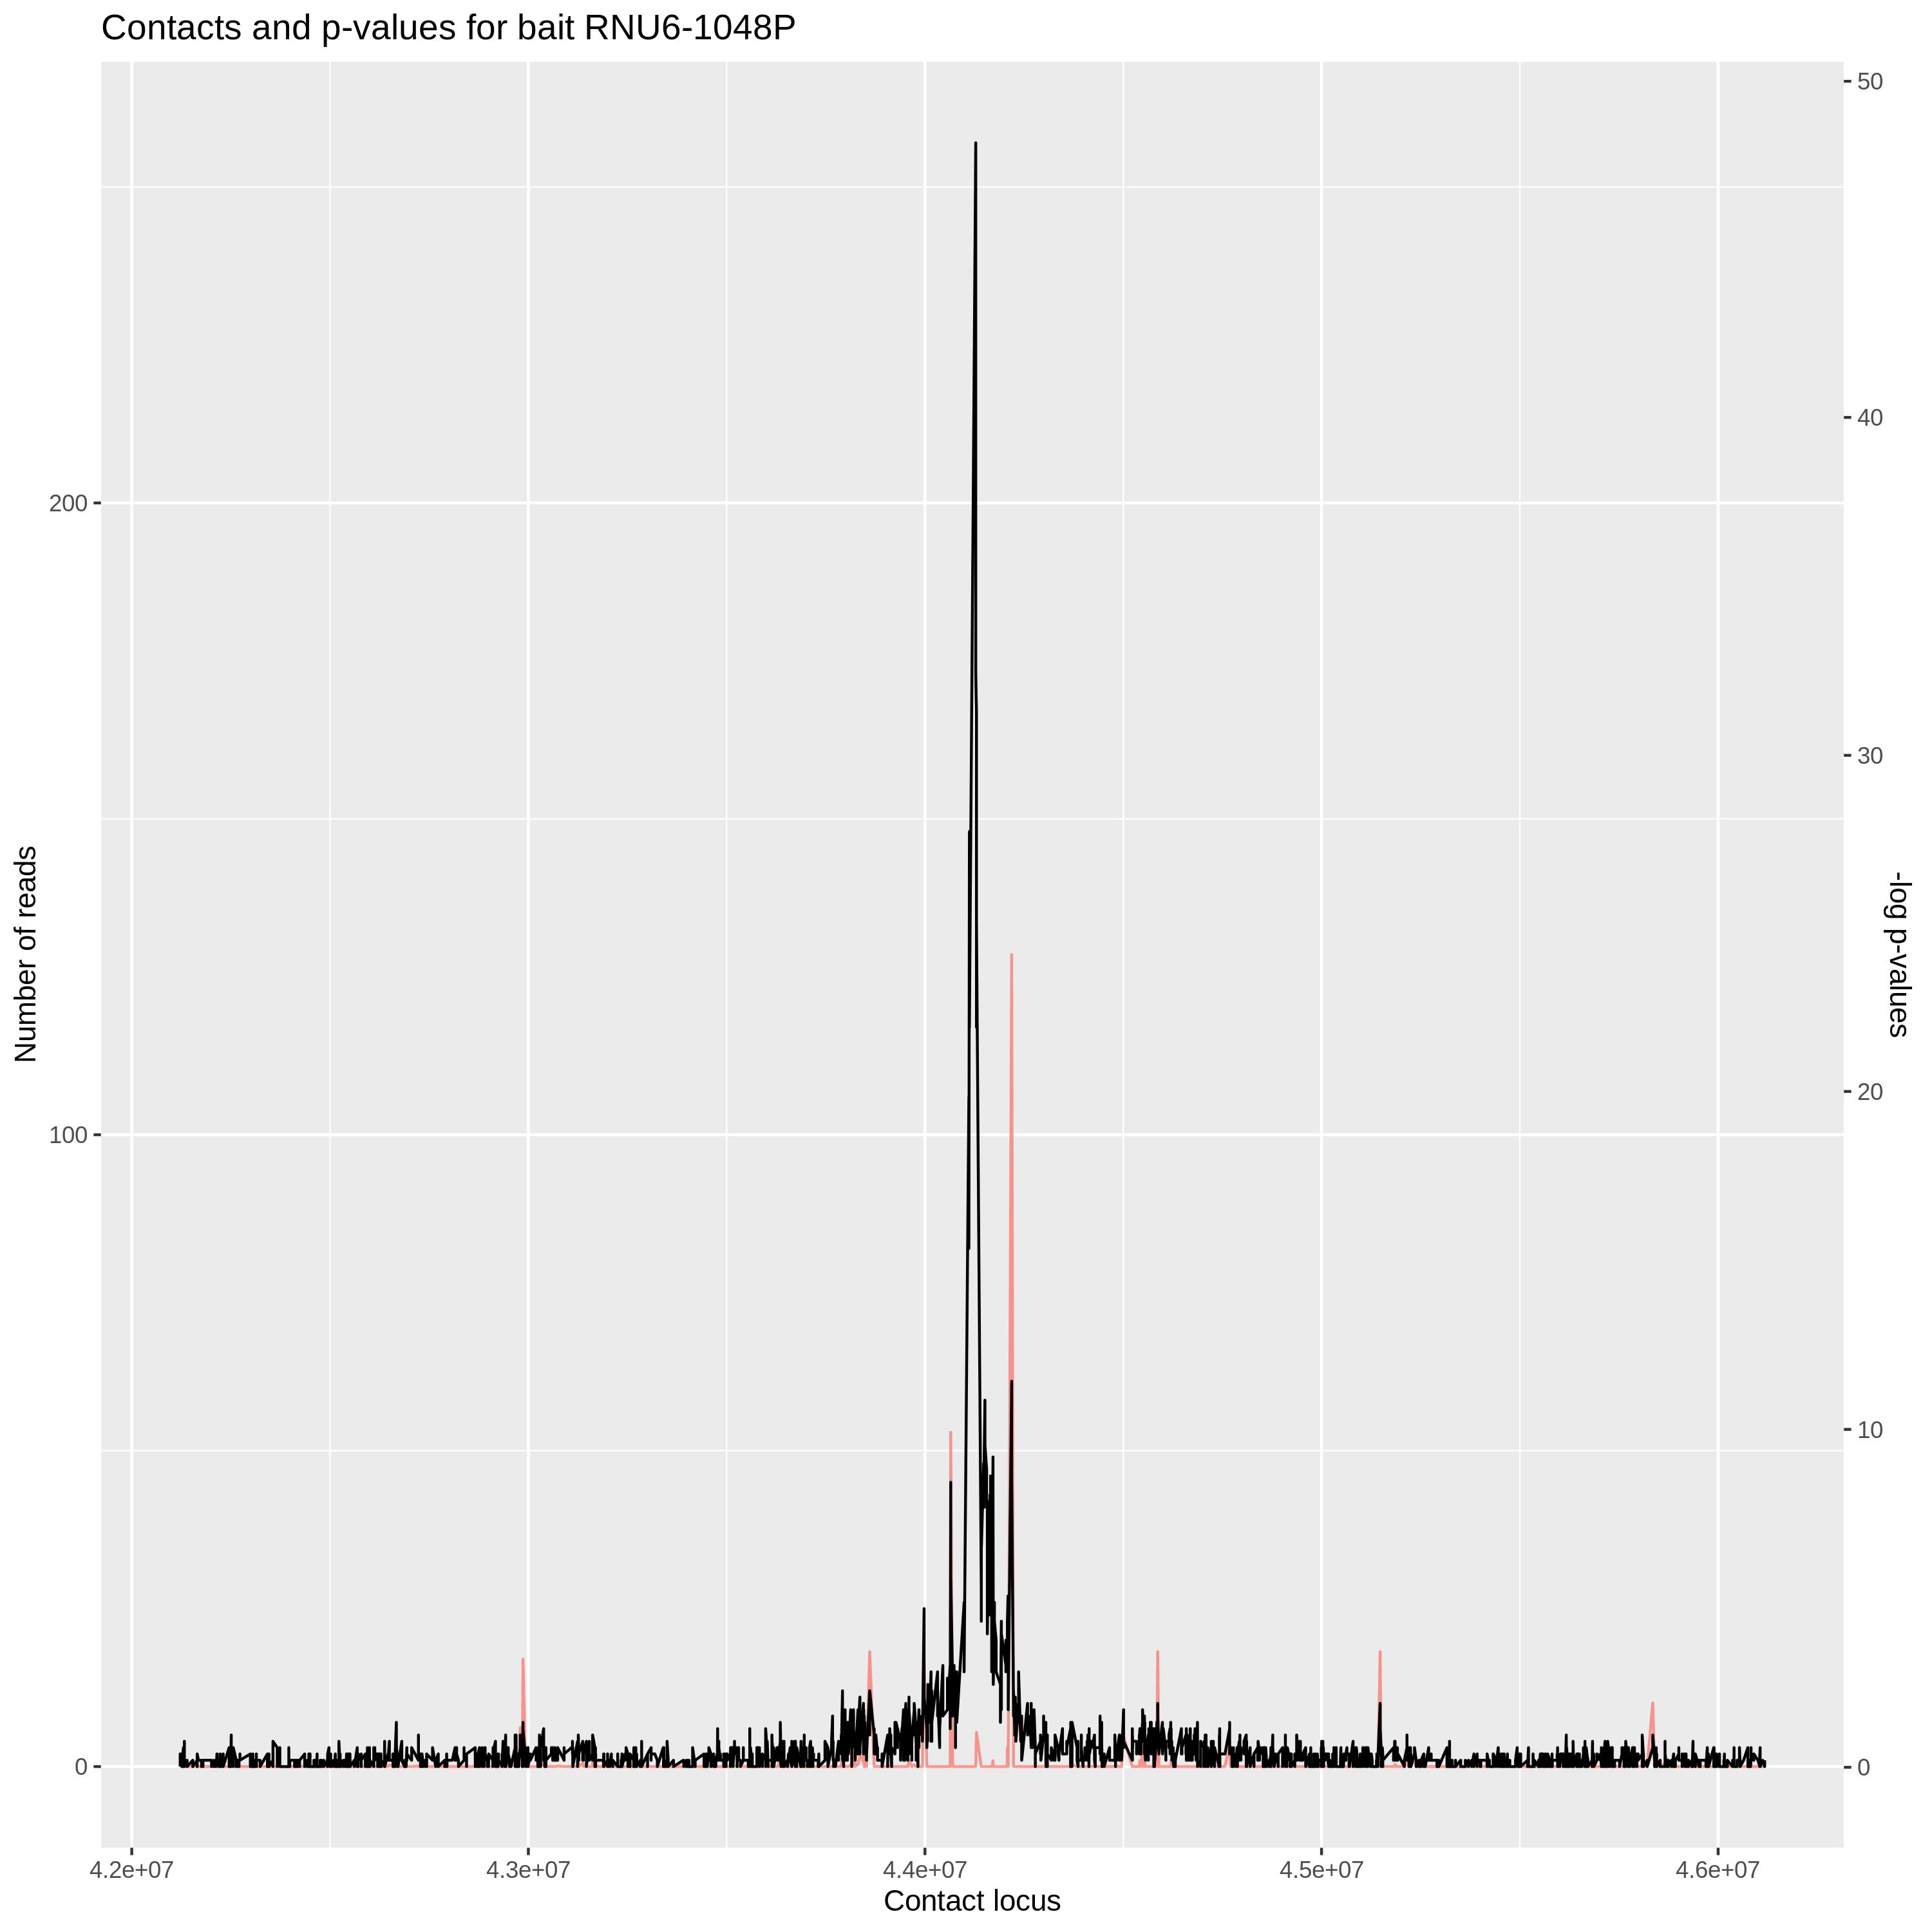 Contacts and p-values for bait RNU6-1048P
50
40
30
20
10
0
200
100
0
Number of reads
-log p-values
4.2e+07 4.3e+07 4.4e+07 4.5e+07 4.6e+07
Contact locus